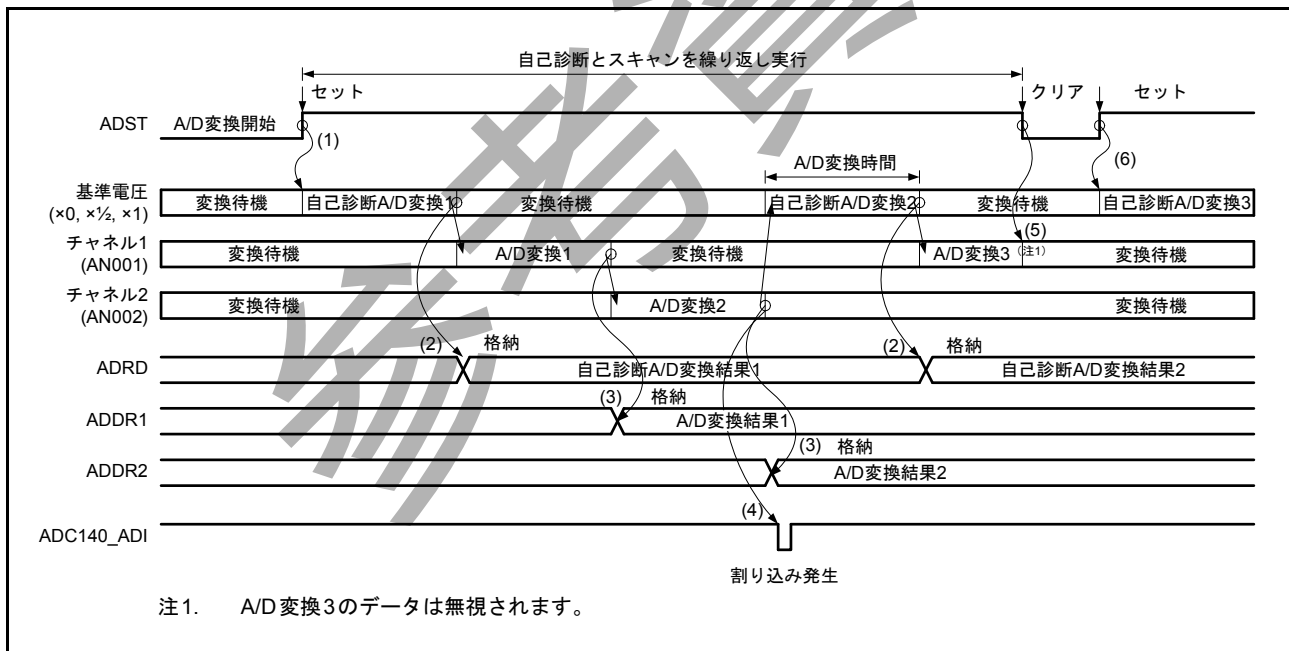 参考資
自己診断とスキャンを繰り返し実行
セット クリア セット
ADST A/D変換開始 (1) (6)
A/D変換時間
基準電圧
(×0, ×½, ×1)
変換待機 自己診断A/D変換1 変換待機 自己診断A/D変換2 変換待機 自己診断A/D変換3
チャネル1
(AN001)
変換待機 A/D変換1 変換待機 A/D変換3 (5) (注1) 変換待機
チャネル2
(AN002)
変換待機 A/D変換2 変換待機
ADRD (2) 格納 自己診断A/D変換結果1 (2) 格納 自己診断A/D変換結果2
ADDR1 (3) 格納 A/D変換結果1
ADDR2 (3) 格納 A/D変換結果2
ADC140_ADI (4)
割り込み発生
注1. A/D変換3のデータは無視されます。